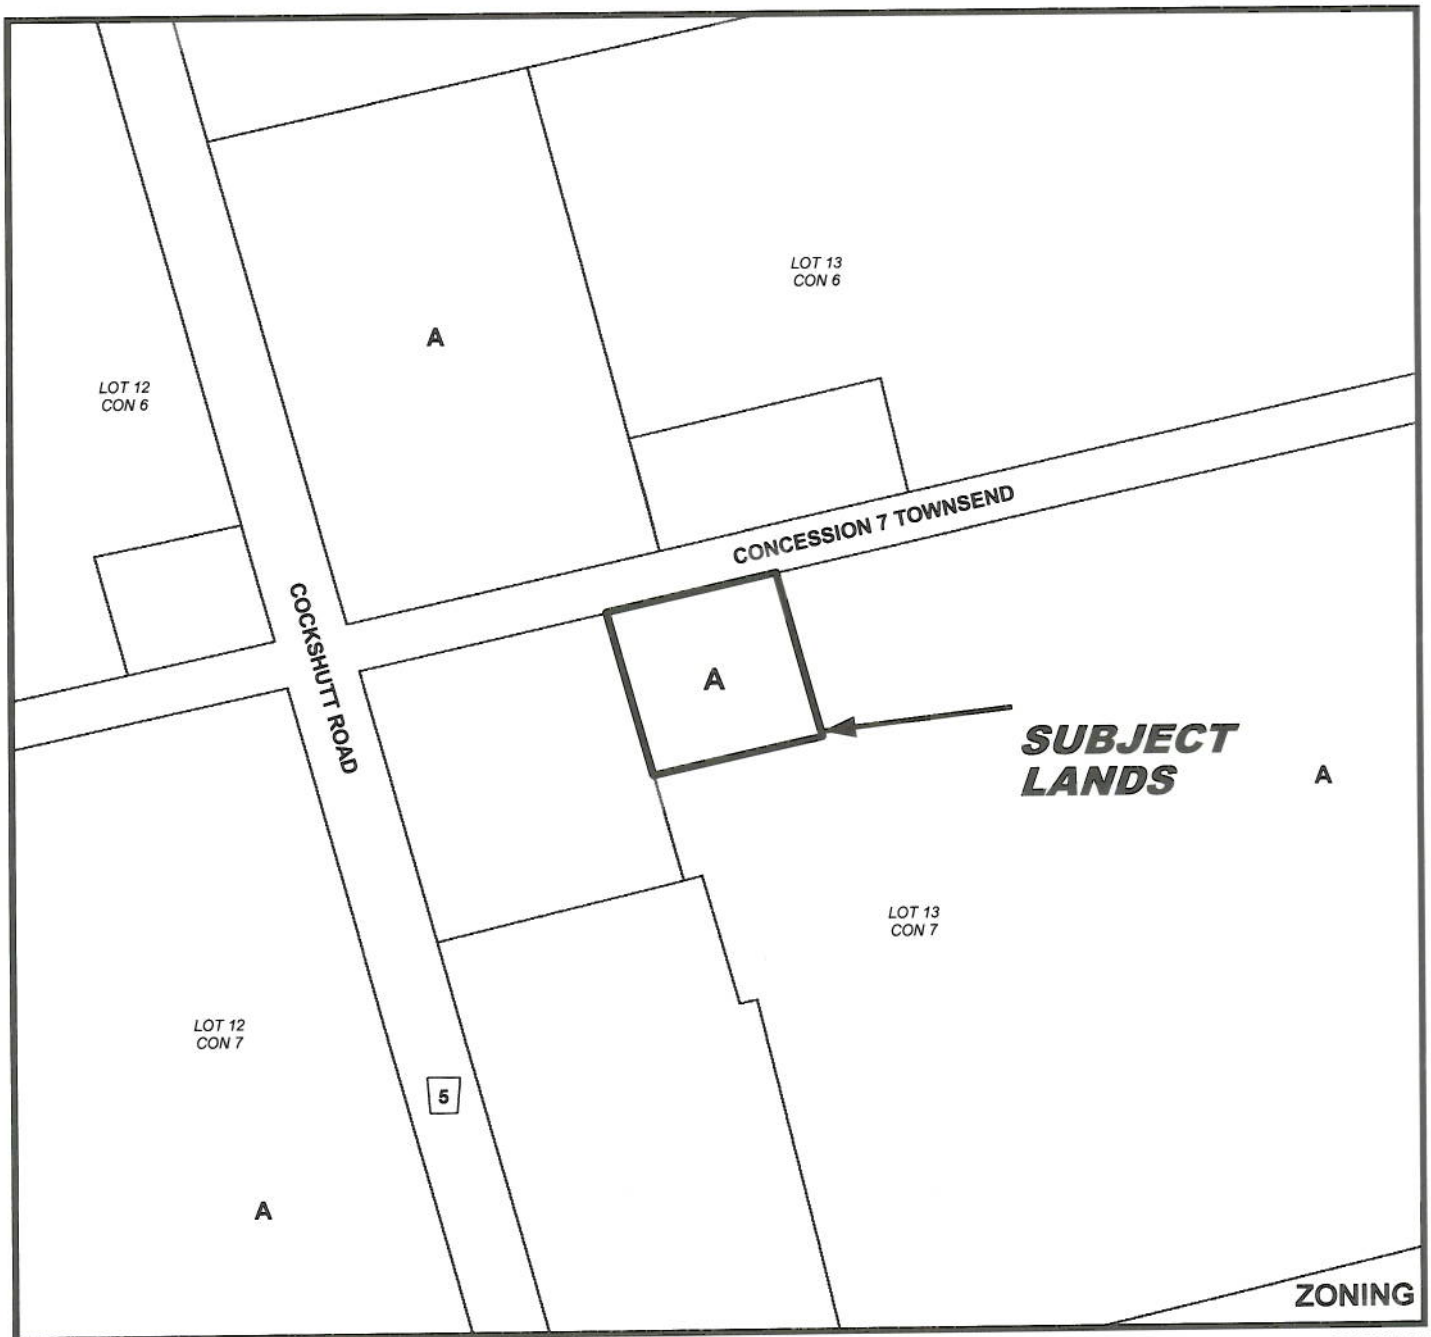 LOT 13
CON 6
A
LOT 12
CON 6
CONCESSION 7 TOWNSEND
COCKSHUTT ROAD
A
SUBJECT
LANDS
A
LOT 13
CON 7
LOT 12
CON 7
5
A
ZONING